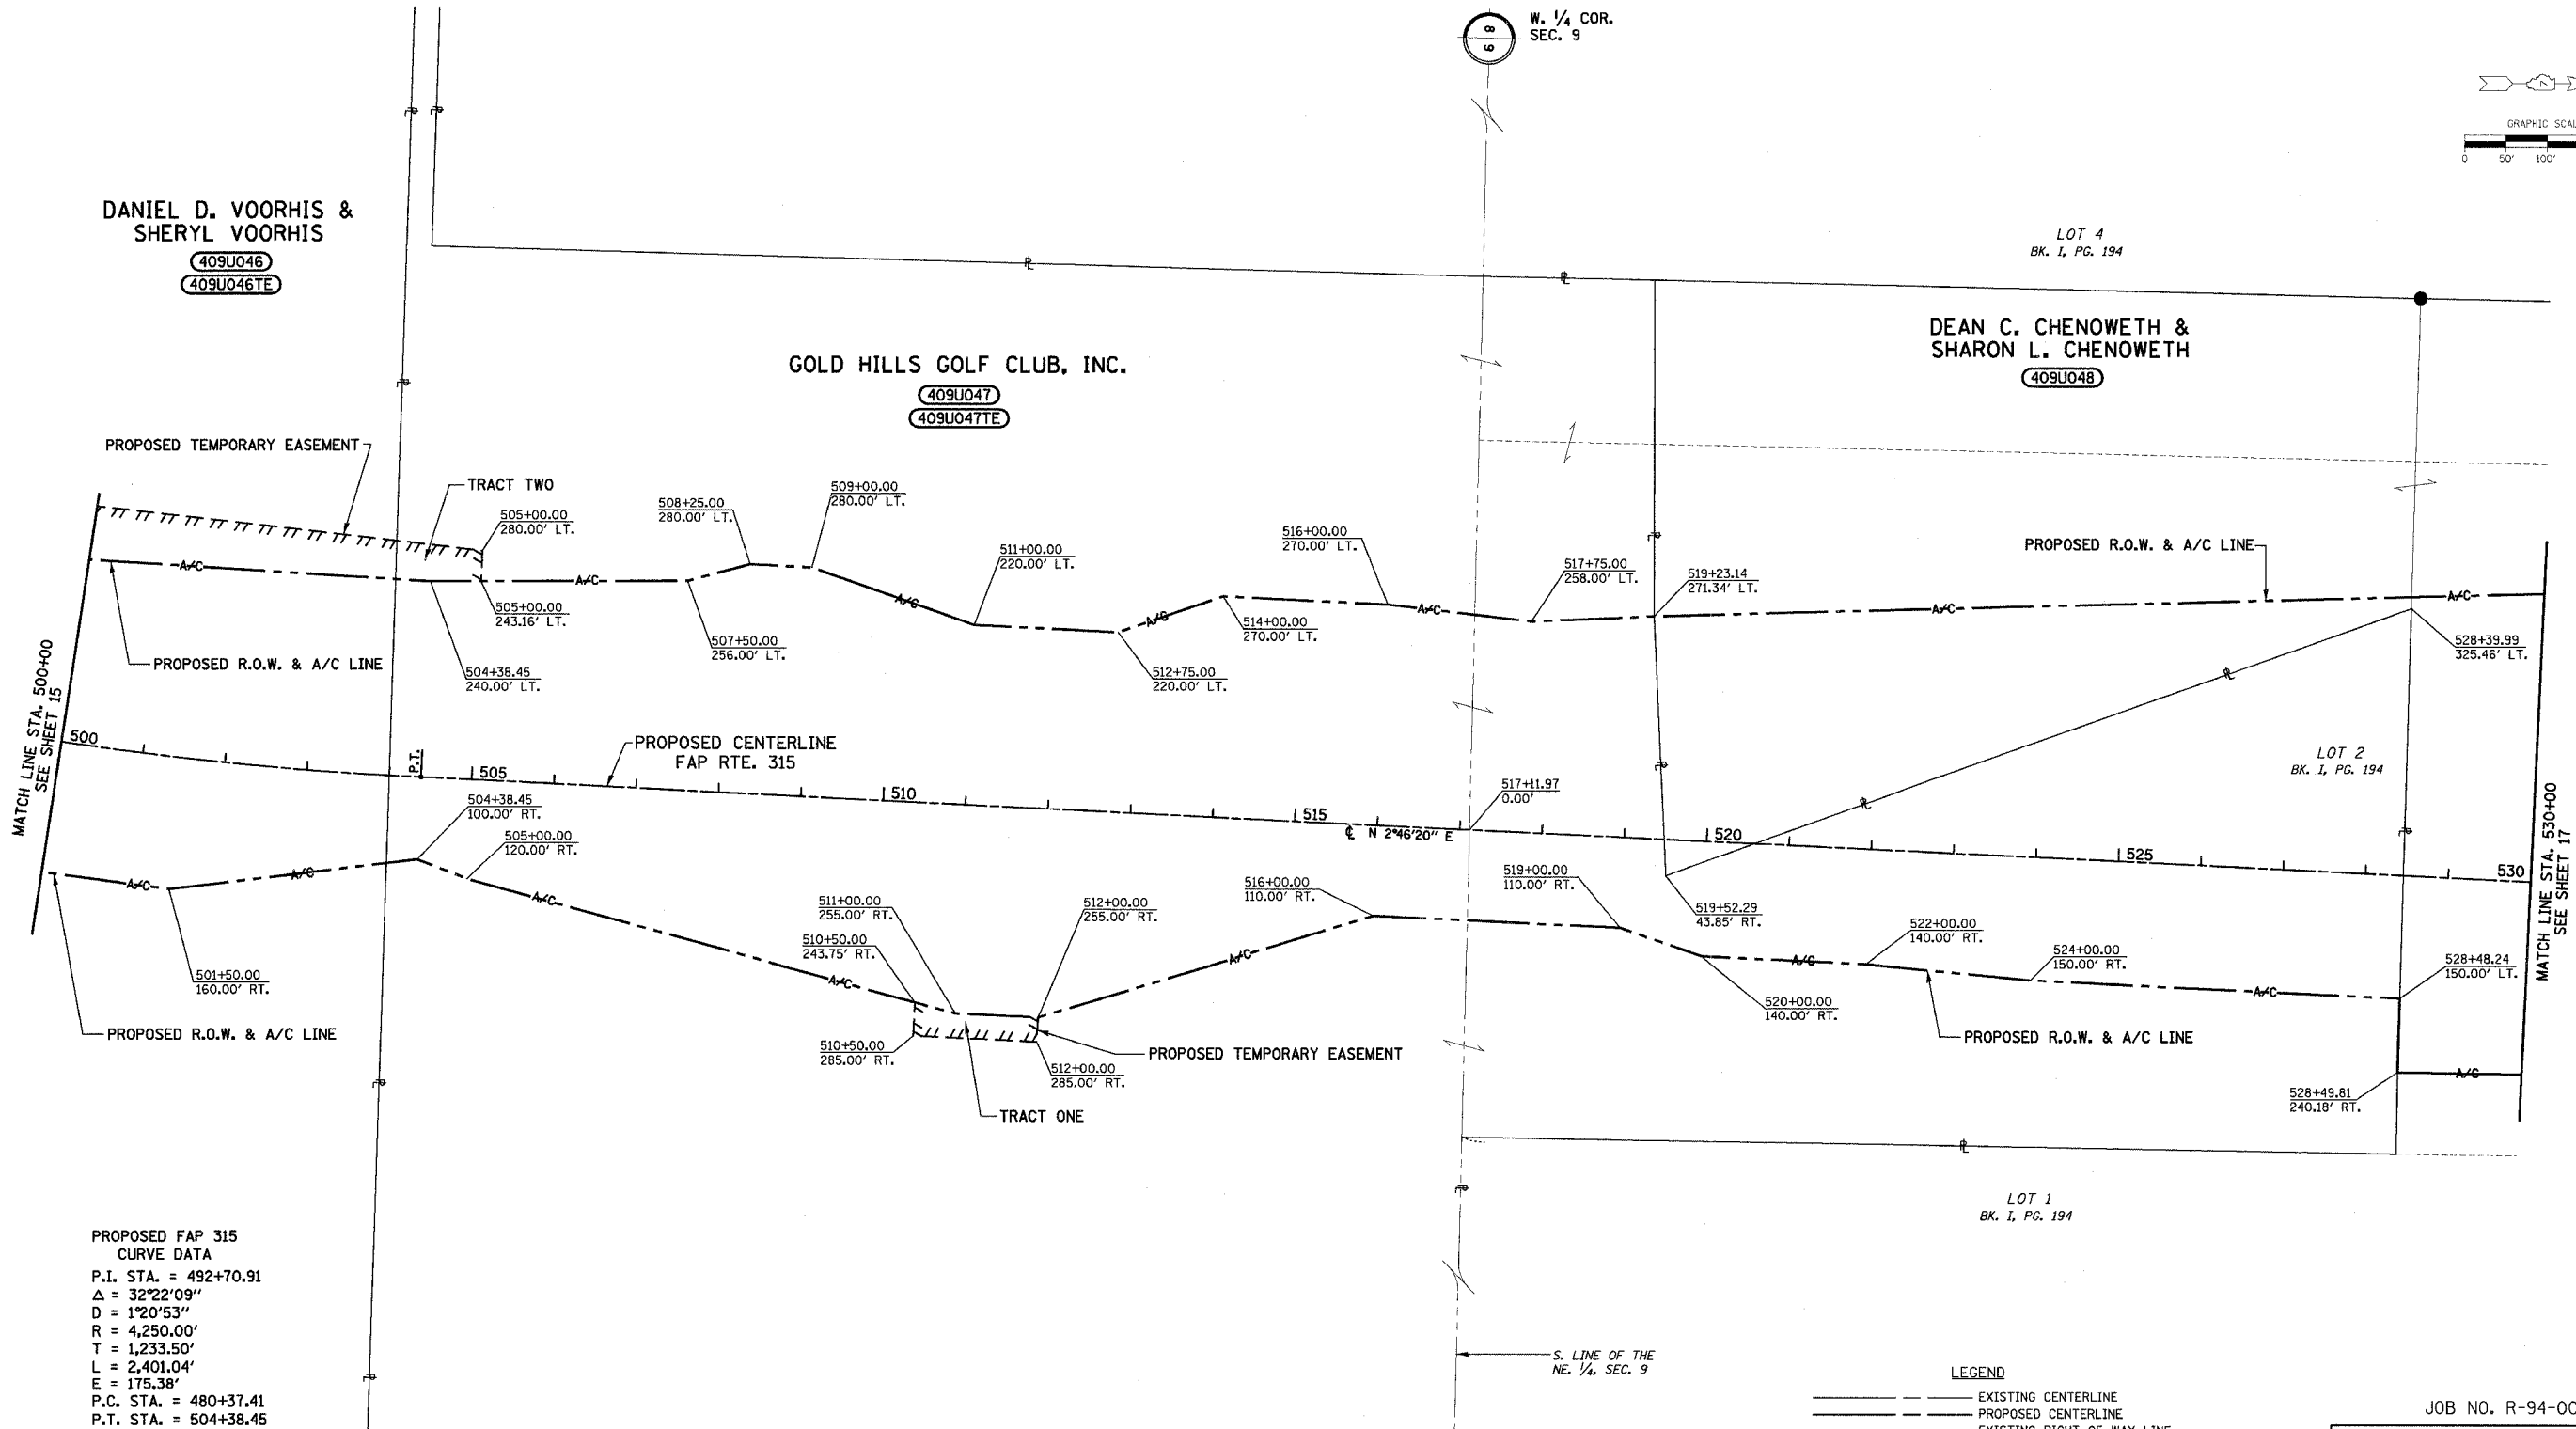 W. 1/4 COR.
SEC. 9
8
9
GRAPHIC SCAL
0 50' 100'
DANIEL D. VOORHIS &
SHERYL VOORHIS
409U046
409U046TE
LOT 4
BK. I, PG. 194
GOLD HILLS GOLF CLUB, INC.
409U047
409U047TE
DEAN C. CHENOWETH &
SHARON L. CHENOWETH
409U048
PROPOSED TEMPORARY EASEMENT
TRACT TWO
505+00.00
280.00' LT.
508+25.00
280.00' LT.
509+00.00
280.00' LT.
511+00.00
220.00' LT.
516+00.00
270.00' LT.
517+75.00
258.00' LT.
519+23.14
271.34' LT.
PROPOSED R.O.W. & A/C LINE
A/C
A/C
A/C
A/C
A/C
A/C
A/C
505+00.00
243.16' LT.
504+38.45
240.00' LT.
507+50.00
256.00' LT.
512+75.00
220.00' LT.
514+00.00
270.00' LT.
528+39.99
325.46' LT.
PROPOSED R.O.W. & A/C LINE
MATCH LINE STA. 500+00
SEE SHEET 15
500
P.T.
505
PROPOSED CENTERLINE
FAP RTE. 315
510
515
℄ N 2°46'20" E
517+11.97
0.00'
520
525
530
LOT 2
BK. I, PG. 194
MATCH LINE STA. 530+00
SEE SHEET 17
504+38.45
100.00' RT.
505+00.00
120.00' RT.
501+50.00
160.00' RT.
A/C
A/C
A/C
A/C
A/C
A/C
A/C
A/C
511+00.00
255.00' RT.
510+50.00
243.75' RT.
512+00.00
255.00' RT.
516+00.00
110.00' RT.
519+00.00
110.00' RT.
519+52.29
43.85' RT.
522+00.00
140.00' RT.
524+00.00
150.00' RT.
528+48.24
150.00' LT.
520+00.00
140.00' RT.
PROPOSED R.O.W. & A/C LINE
PROPOSED R.O.W. & A/C LINE
510+50.00
285.00' RT.
512+00.00
285.00' RT.
PROPOSED TEMPORARY EASEMENT
TRACT ONE
528+49.81
240.18' RT.
LOT 1
BK. I, PG. 194
PROPOSED FAP 315
CURVE DATA
P.I. STA. = 492+70.91
Δ = 32°22'09"
D = 1°20'53"
R = 4,250.00'
T = 1,233.50'
L = 2,401.04'
E = 175.38'
P.C. STA. = 480+37.41
P.T. STA. = 504+38.45
S. LINE OF THE
NE. 1/4, SEC. 9
LEGEND
EXISTING CENTERLINE
PROPOSED CENTERLINE
EXISTING RIGHT OF WAY LINE
JOB NO. R-94-00